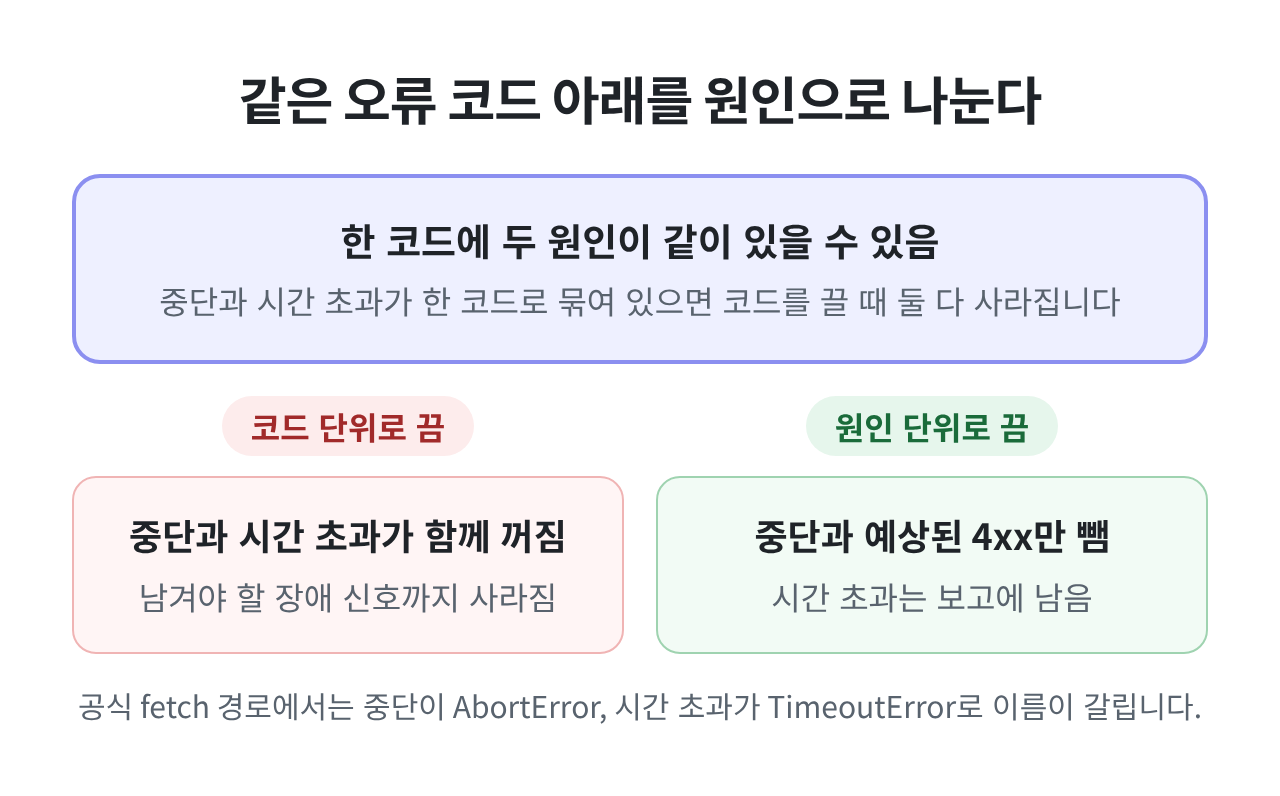 같은 오류 코드 아래를 원인으로 나눈다
한 코드에 두 원인이 같이 있을 수 있음
중단과 시간 초과가 한 코드로 묶여 있으면 코드를 끌 때 둘 다 사라집니다
코드 단위로 끔
중단과 시간 초과가 함께 꺼짐
남겨야 할 장애 신호까지 사라짐
원인 단위로 끔
중단과 예상된 4xx만 뺌
시간 초과는 보고에 남음
공식 fetch 경로에서는 중단이 AbortError, 시간 초과가 TimeoutError로 이름이 갈립니다.